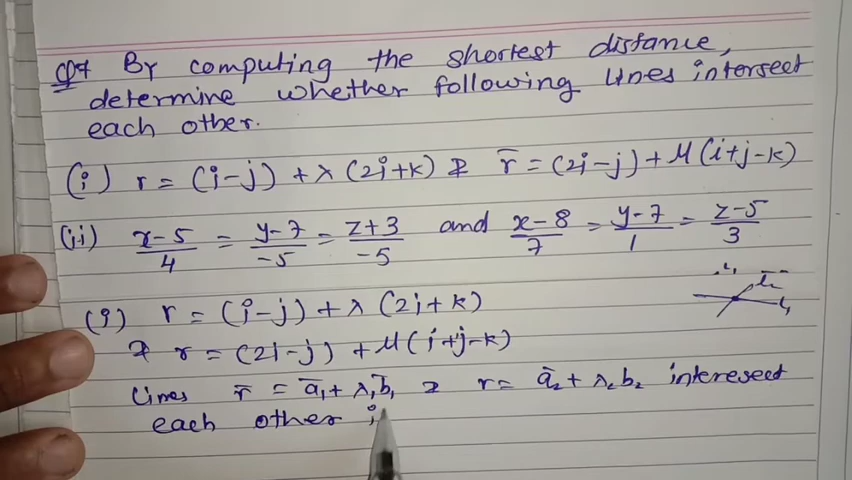 Q7 By computing the shortest distance,
determine whether following lines intersect
each other.
(i) r = (i-j) + λ (2i+k) & r̄ = (2i-j) + μ (i+j-k)
(ii) x-5/4 = y-7/-5 = z+3/-5 and x-8/7 = y-7/1 = z-5/3
(i) r = (i-j) + λ (2i+k)
& r = (2i-j) + μ (i+j-k)
Lines r̄ = ā₁ + λ₁b̄₁ & r = ā₂ + λ₂b₂ interesect
each other i